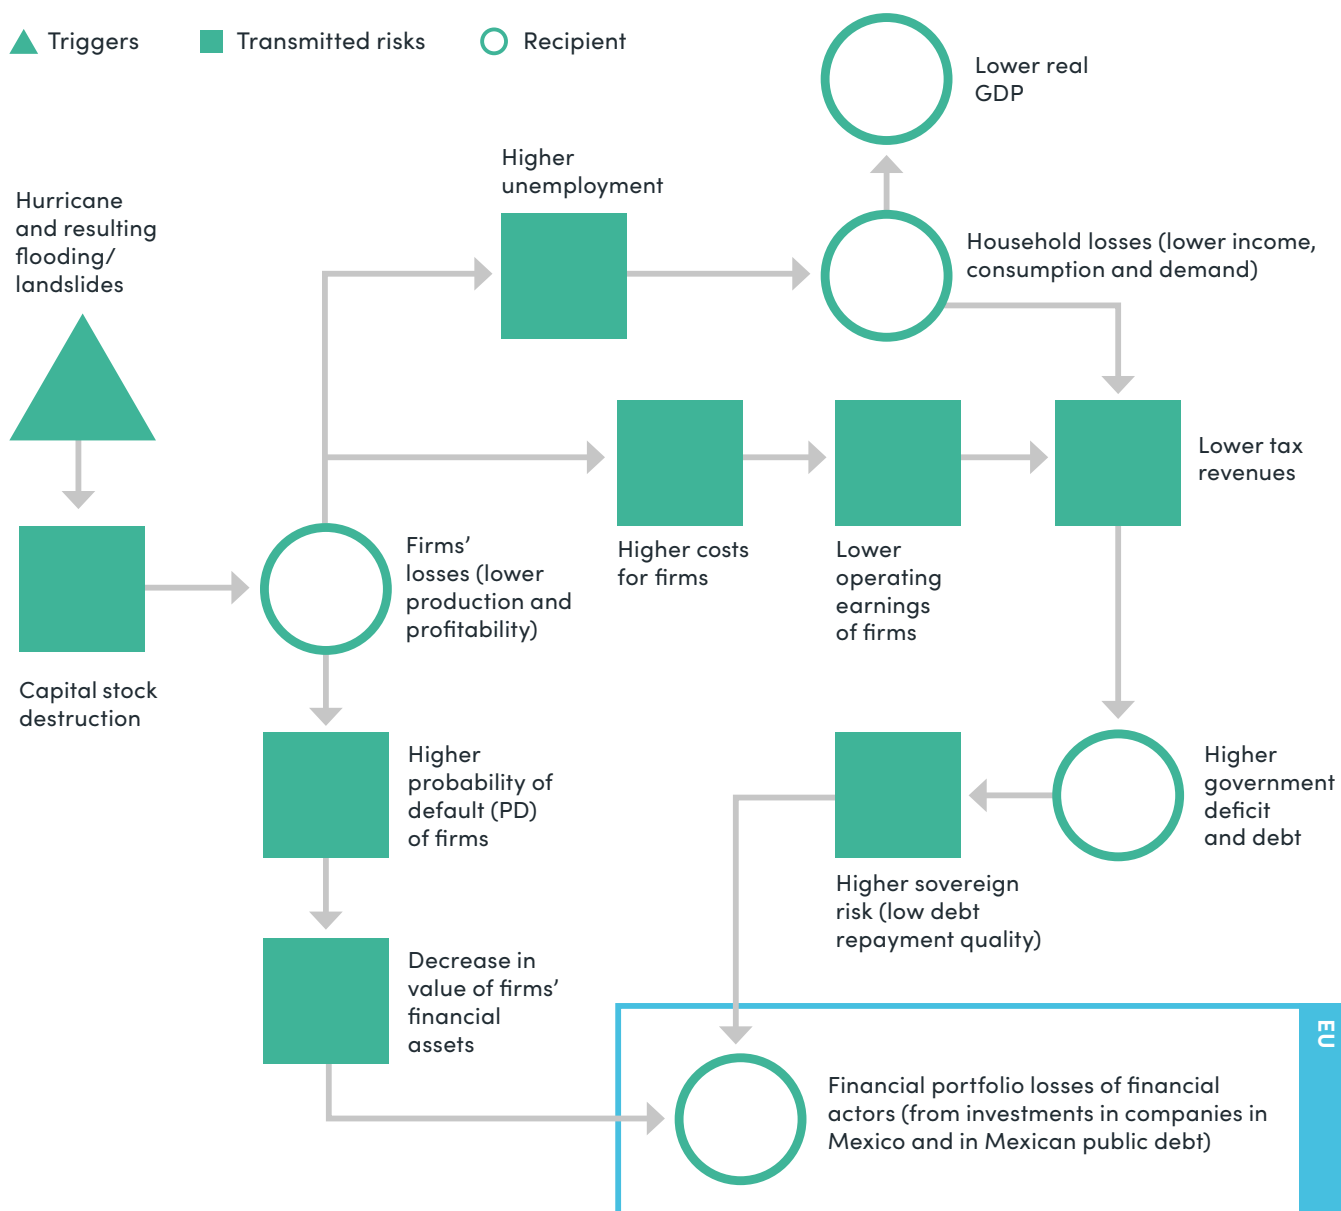 Triggers
Transmitted risks
Recipient
Lower real
GDP
Higher
unemployment
Hurricane
and resulting
flooding/
landslides
Household losses (lower income,
consumption and demand)
Lower tax
revenues
Firms’
losses (lower
production and
profitability)
Higher costs
for firms
Lower
operating
earnings
of firms
Capital stock
destruction
Higher
probability of
default (PD)
of firms
Higher
government
deficit
and debt
Higher sovereign
risk (low debt
repayment quality)
Decrease in
value of firms’
financial
assets
EU
Financial portfolio losses of financial
actors (from investments in companies in
Mexico and in Mexican public debt)